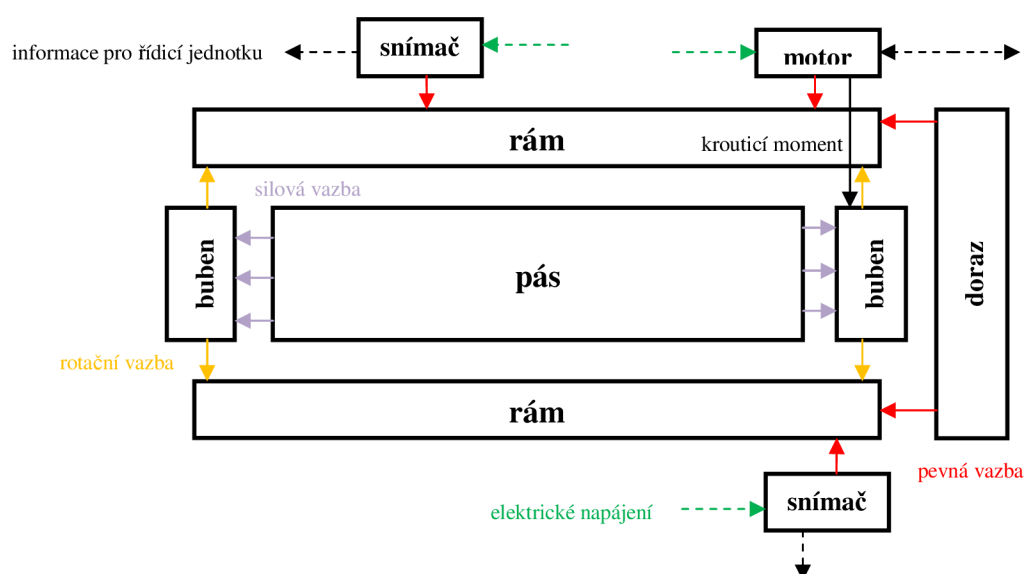 snímač
motor
informace pro řídicí jednotku
rám
krouticí moment
silová vazba
buben
pás
buben
doraz
rotační vazba
rám
pevná vazba
snímač
elektrické napájení